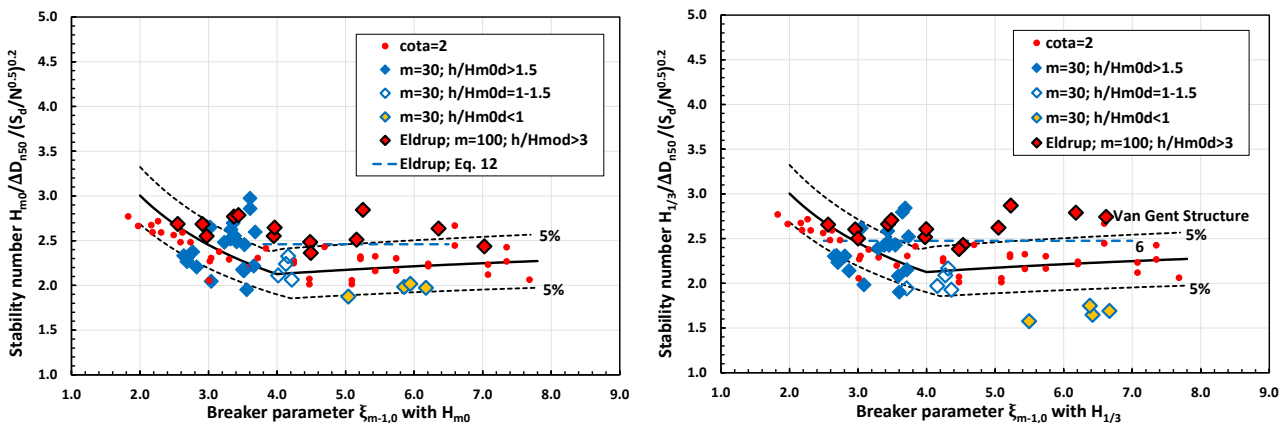 Stability number Hm0/ΔDn50/(Sd/N^0.5)^0.2
5.0
4.5
4.0
3.5
3.0
2.5
2.0
1.5
1.0
cota=2
m=30; h/Hm0d>1.5
m=30; h/Hm0d=1-1.5
m=30; h/Hm0d<1
Eldrup; m=100; h/Hmod>3
Eldrup; Eq. 12
5%
5%
1.0 2.0 3.0 4.0 5.0 6.0 7.0 8.0 9.0
Breaker parameter ξm-1,0 with Hm0
Stability number H1/3/ΔDn50/(Sd/N^0.5)^0.2
5.0
4.5
4.0
3.5
3.0
2.5
2.0
1.5
1.0
cota=2
m=30; h/Hm0d>1.5
m=30; h/Hm0d=1-1.5
m=30; h/Hm0d<1
Eldrup; m=100; h/Hm0d>3
Van Gent Structure
5%
6
5%
1.0 2.0 3.0 4.0 5.0 6.0 7.0 8.0 9.0
Breaker parameter ξm-1,0 with H1/3